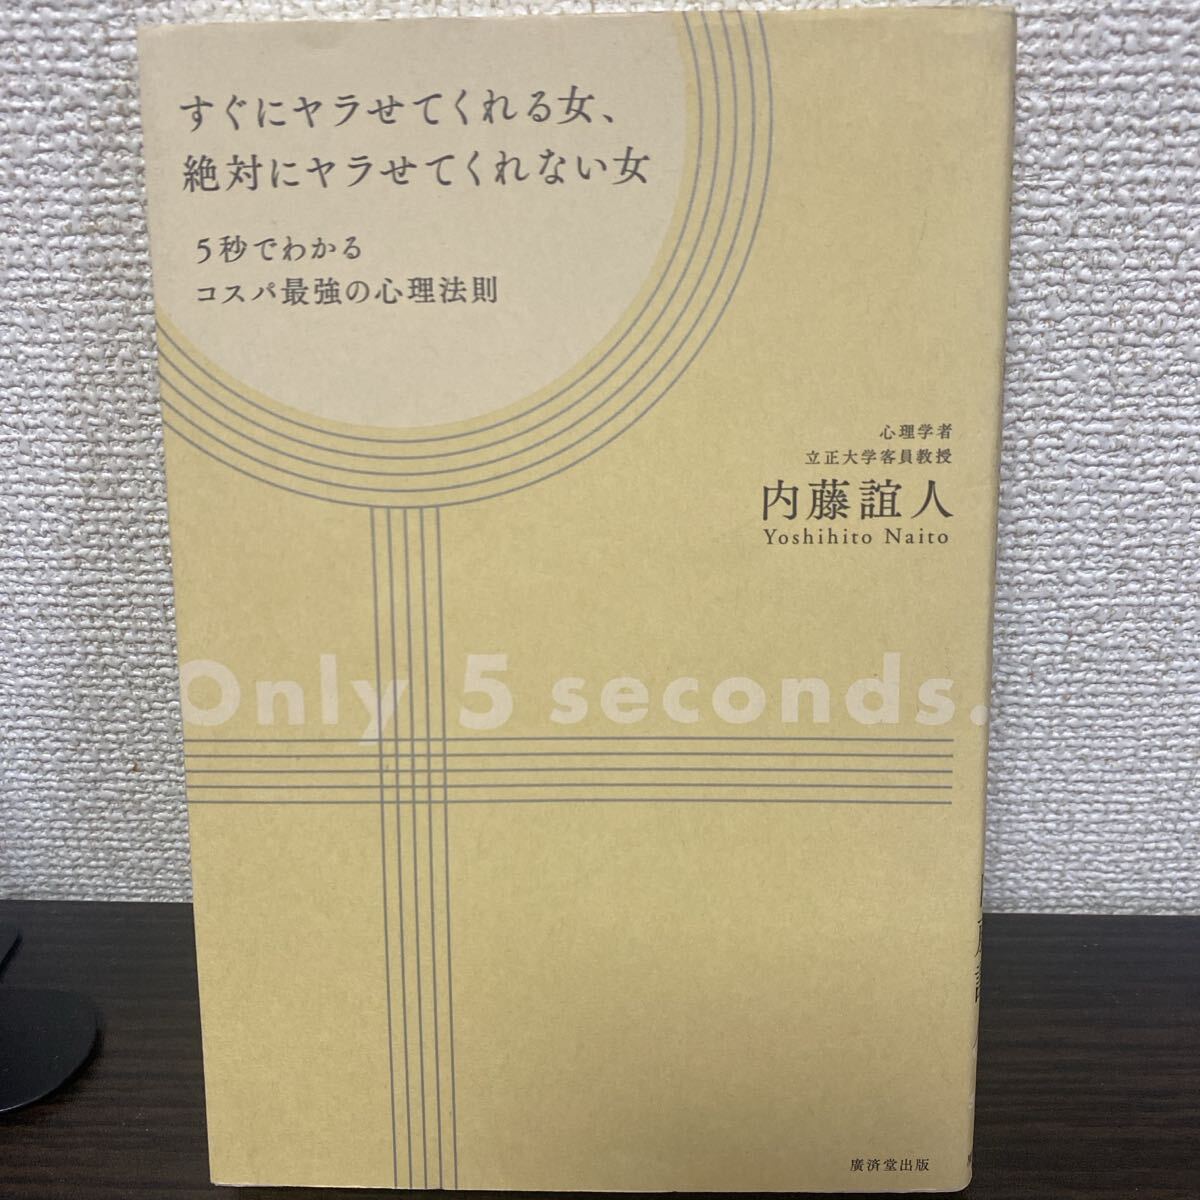 すぐにヤラせてくれる女、
絶対にヤラせてくれない女
5秒でわかる
コスパ最強の心理法則
心理学者
立正大学客員教授
内藤誼人
Yoshihito Naito
Only 5 seconds.
廣済堂出版